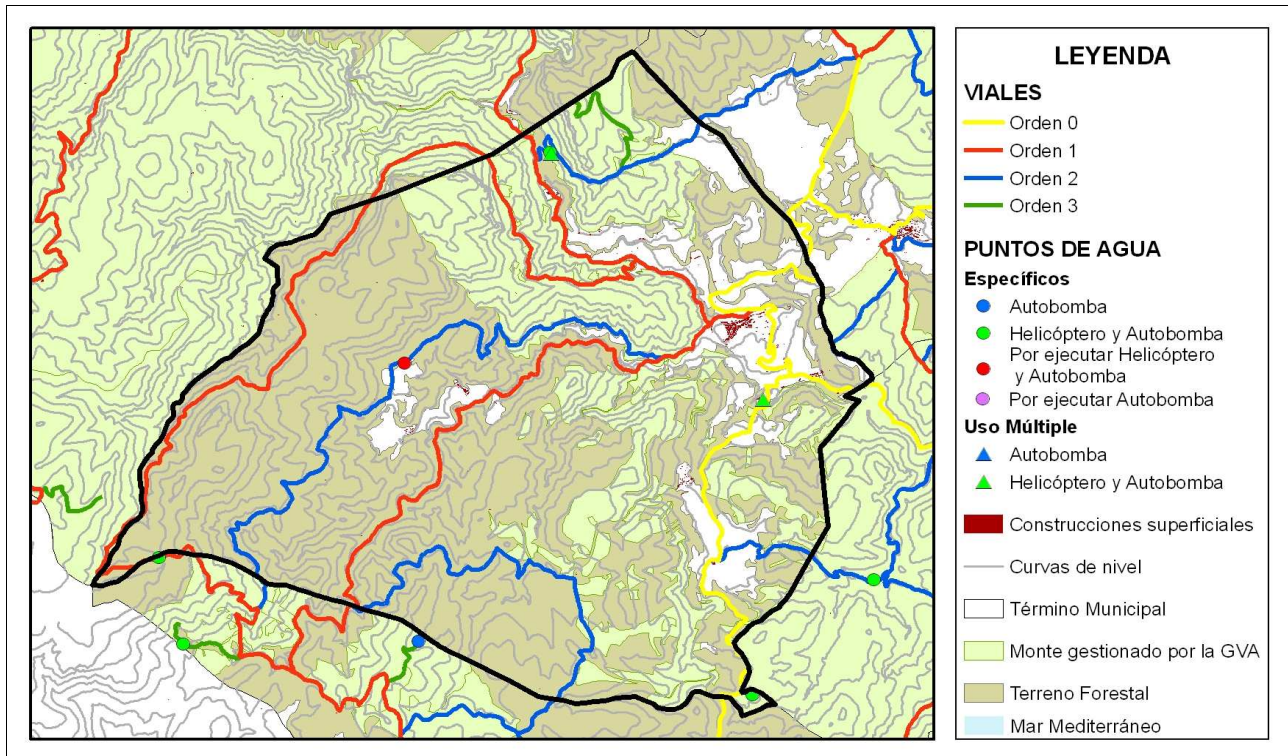 LEYENDA
VIALES
Orden 0
Orden 1
Orden 2
Orden 3
PUNTOS DE AGUA
Específicos
Autobomba
Helicóptero y Autobomba
Por ejecutar Helicóptero
y Autobomba
Por ejecutar Autobomba
Uso Múltiple
Autobomba
Helicóptero y Autobomba
Construcciones superficiales
Curvas de nivel
Término Municipal
Monte gestionado por la GVA
Terreno Forestal
Mar Mediterráneo